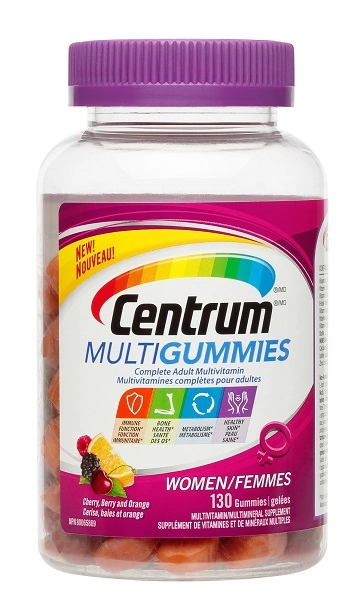 NEW!
NOUVEAU!
Centrum ®/MD
®/MD
MULTIGUMMIES
Complete Adult Multivitamin
Multivitamines complètes pour adultes
IMMUNE
FUNCTION*
FONCTION
IMMUNITAIRE*
BONE
HEALTH*
SANTÉ
DES OS*
METABOLISM*
MÉTABOLISME*
HEALTHY
SKIN*
PEAU
SAINE*
WOMEN/FEMMES
130 Gummies | gelées
MULTIVITAMIN/MULTIMINERAL SUPPLEMENT
SUPPLÉMENT DE VITAMINES ET DE MINÉRAUX MULTIPLES
Cherry, Berry and Orange
Cerise, baies et orange